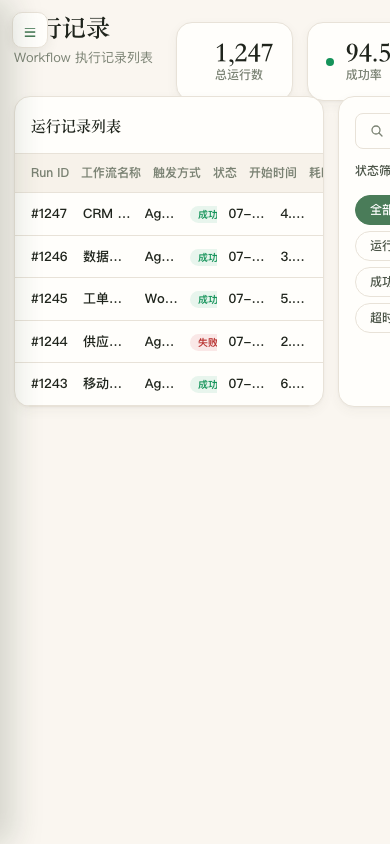 行记录
Workflow 执行记录列表
1,247
总运行数
94.5
成功率
运行记录列表
Run ID 工作流名称 触发方式 状态 开始时间
#1247 CRM … Ag… 成功 07-… 4.…
#1246 数据… Ag… 成功 07-… 3.…
#1245 工单… Wo… 成功 07-… 5.…
#1244 供应… Ag… 失败 07-… 2.…
#1243 移动… Ag… 成功 07-… 6.…
状态筛
全部
运行
成功
超时